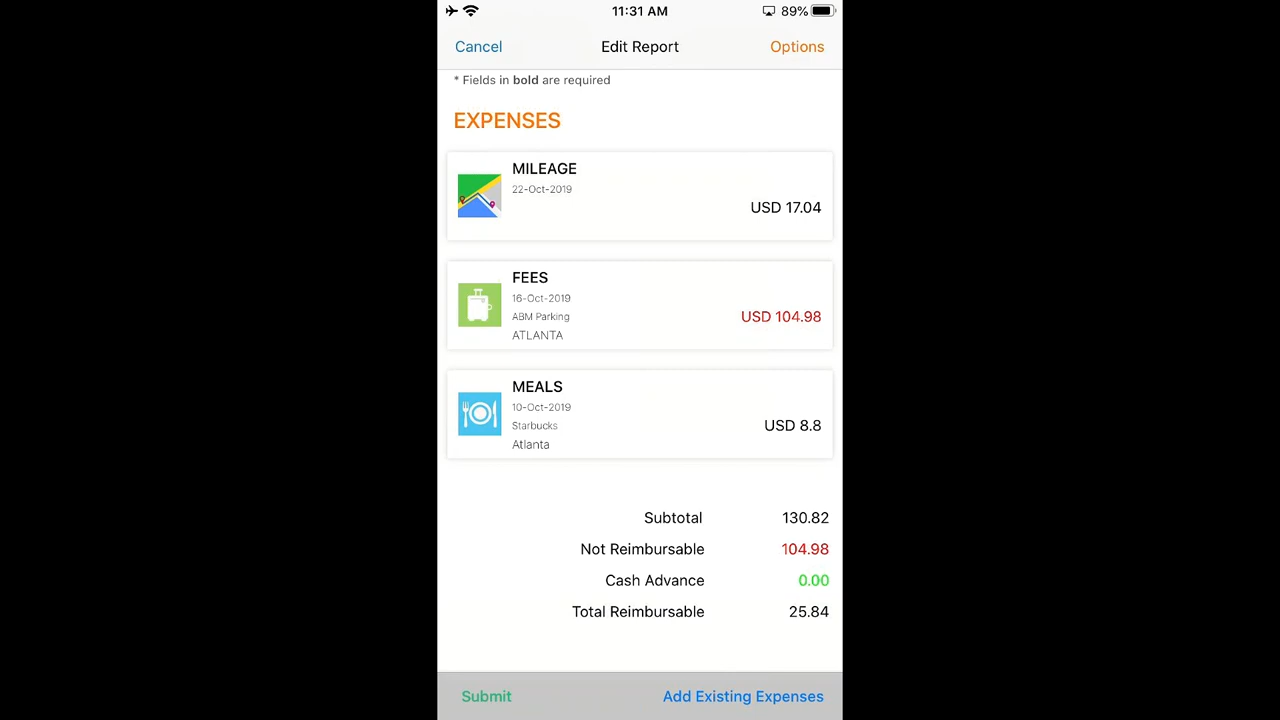 11:31 AM
89%
Cancel
Edit Report
Options
* Fields in bold are required
EXPENSES
MILEAGE
22-Oct-2019
USD 17.04
FEES
16-Oct-2019
ABM Parking
USD 104.98
ATLANTA
MEALS
10-Oct-2019
Starbucks
USD 8.8
Atlanta
Subtotal 130.82
Not Reimbursable 104.98
Cash Advance 0.00
Total Reimbursable 25.84
Submit
Add Existing Expenses